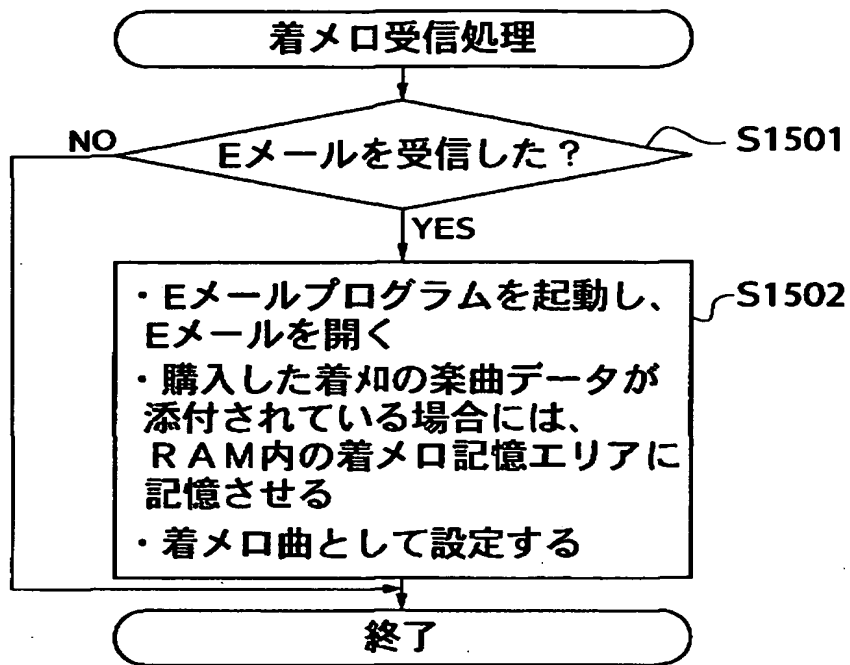 着メロ受信処理
NO
Eメールを受信した？
S1501
YES
・Eメールプログラムを起動し、
Eメールを開く
S1502
・購入した着ﾒﾛの楽曲データが
添付されている場合には、
RAM内の着メロ記憶エリアに
記憶させる
・着メロ曲として設定する
終了